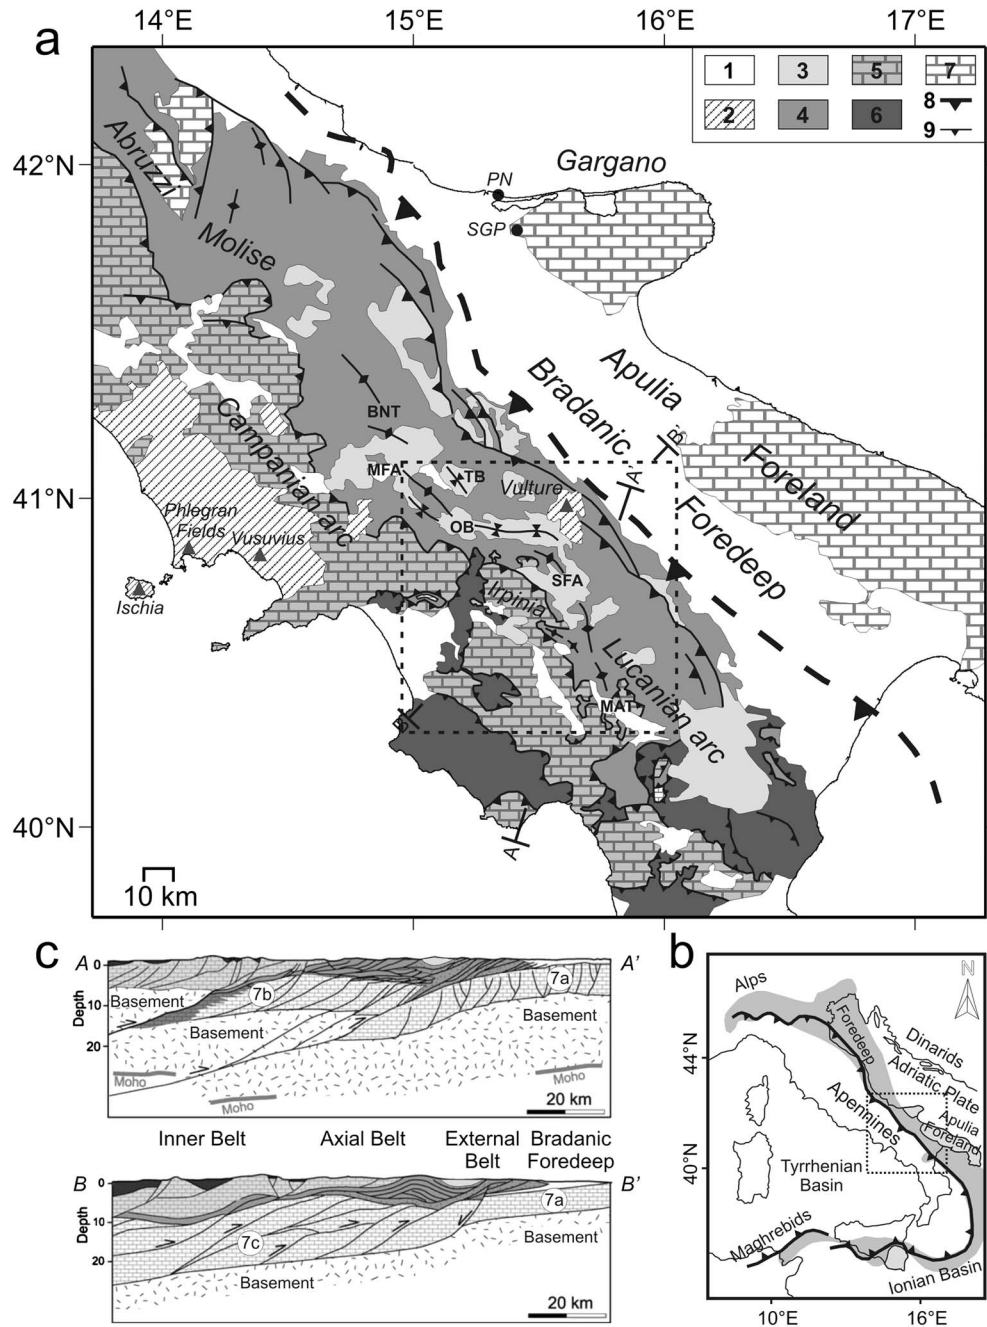 14°E 15°E 16°E 17°E
a
1 3 5 7
2 4 6 8
9
42°N
Abruzzi
Gargano
PN
SGP
Molise
Apulia
Bradanic
BNT
B'
Foreland
Campanian arc
MFA
TB
A'
41°N
Vulture
Foredeep
Phlegran
Fields
Vusuvius
OB
SFA
Irpinia
Ischia
Lucanian arc
MAT
B
40°N
A
10 km
c
A 0 A'
7a
7b
Basement
Depth
10
Basement
Basement
20
Moho
Moho
Moho
20 km
Inner Belt Axial Belt External Belt Bradanic Foredeep
B 0 B'
7a
Depth
10
7c
Basement
20
Basement
20 km
b
N
Alps
Foredeep
Dinarids
44°N
Adriatic Plate
Apennines
Apulia
Foreland
40°N
Tyrrhenian
Basin
Maghrebids
Ionian Basin
10°E 16°E